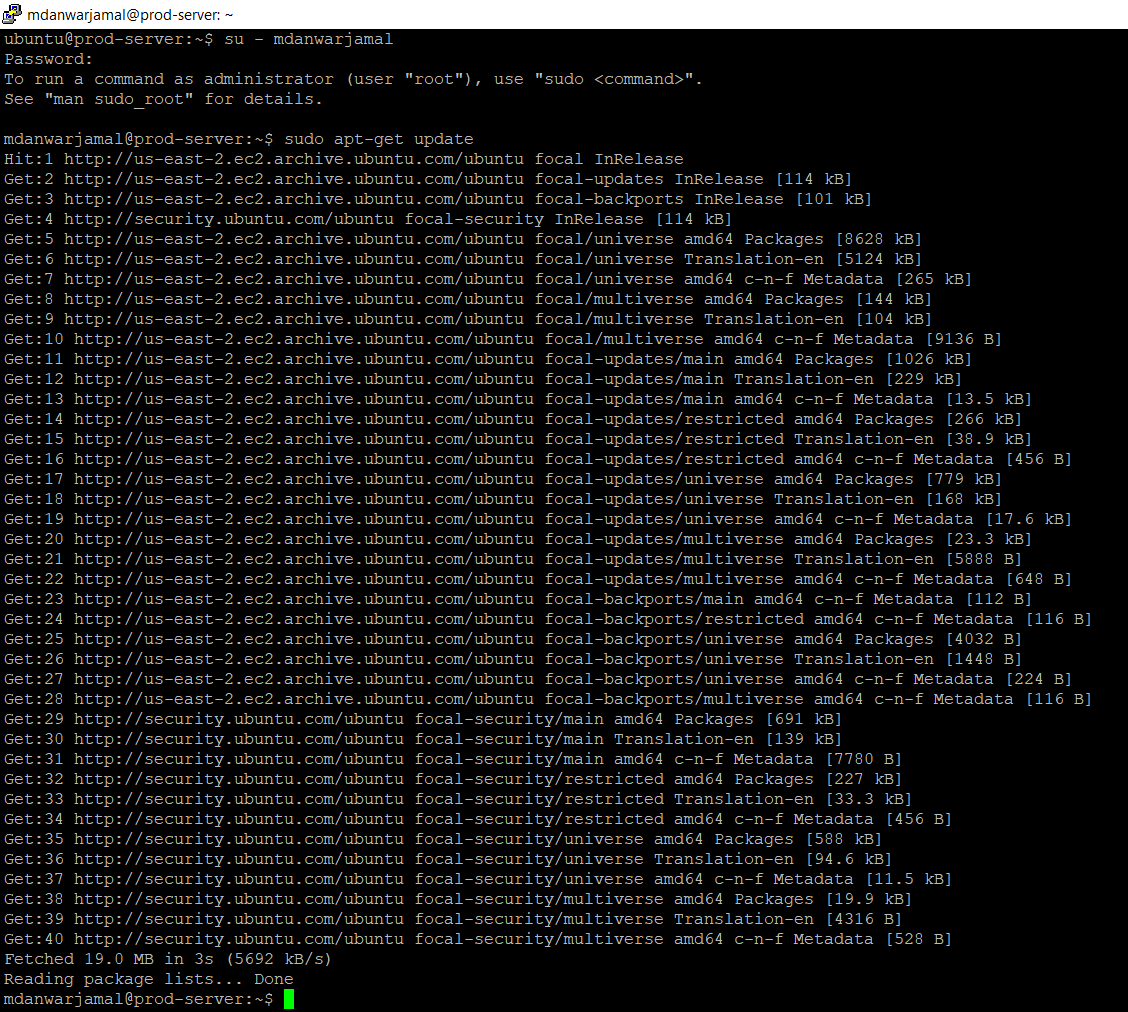 mdanwarjamal@prod-server: ~
ubuntu@prod-server:~$ su - mdanwarjamal
Password:
To run a command as administrator (user "root"), use "sudo <command>".
See "man sudo_root" for details.
mdanwarjamal@prod-server:~$ sudo apt-get update
Hit:1 http://us-east-2.ec2.archive.ubuntu.com/ubuntu focal InRelease
Get:2 http://us-east-2.ec2.archive.ubuntu.com/ubuntu focal-updates InRelease [114 kB]
Get:3 http://us-east-2.ec2.archive.ubuntu.com/ubuntu focal-backports InRelease [101 kB]
Get:4 http://security.ubuntu.com/ubuntu focal-security InRelease [114 kB]
Get:5 http://us-east-2.ec2.archive.ubuntu.com/ubuntu focal/universe amd64 Packages [8628 kB]
Get:6 http://us-east-2.ec2.archive.ubuntu.com/ubuntu focal/universe Translation-en [5124 kB]
Get:7 http://us-east-2.ec2.archive.ubuntu.com/ubuntu focal/universe amd64 c-n-f Metadata [265 kB]
Get:8 http://us-east-2.ec2.archive.ubuntu.com/ubuntu focal/multiverse amd64 Packages [144 kB]
Get:9 http://us-east-2.ec2.archive.ubuntu.com/ubuntu focal/multiverse Translation-en [104 kB]
Get:10 http://us-east-2.ec2.archive.ubuntu.com/ubuntu focal/multiverse amd64 c-n-f Metadata [9136 B]
Get:11 http://us-east-2.ec2.archive.ubuntu.com/ubuntu focal-updates/main amd64 Packages [1026 kB]
Get:12 http://us-east-2.ec2.archive.ubuntu.com/ubuntu focal-updates/main Translation-en [229 kB]
Get:13 http://us-east-2.ec2.archive.ubuntu.com/ubuntu focal-updates/main amd64 c-n-f Metadata [13.5 kB]
Get:14 http://us-east-2.ec2.archive.ubuntu.com/ubuntu focal-updates/restricted amd64 Packages [266 kB]
Get:15 http://us-east-2.ec2.archive.ubuntu.com/ubuntu focal-updates/restricted Translation-en [38.9 kB]
Get:16 http://us-east-2.ec2.archive.ubuntu.com/ubuntu focal-updates/restricted amd64 c-n-f Metadata [456 B]
Get:17 http://us-east-2.ec2.archive.ubuntu.com/ubuntu focal-updates/universe amd64 Packages [779 kB]
Get:18 http://us-east-2.ec2.archive.ubuntu.com/ubuntu focal-updates/universe Translation-en [168 kB]
Get:19 http://us-east-2.ec2.archive.ubuntu.com/ubuntu focal-updates/universe amd64 c-n-f Metadata [17.6 kB]
Get:20 http://us-east-2.ec2.archive.ubuntu.com/ubuntu focal-updates/multiverse amd64 Packages [23.3 kB]
Get:21 http://us-east-2.ec2.archive.ubuntu.com/ubuntu focal-updates/multiverse Translation-en [5888 B]
Get:22 http://us-east-2.ec2.archive.ubuntu.com/ubuntu focal-updates/multiverse amd64 c-n-f Metadata [648 B]
Get:23 http://us-east-2.ec2.archive.ubuntu.com/ubuntu focal-backports/main amd64 c-n-f Metadata [112 B]
Get:24 http://us-east-2.ec2.archive.ubuntu.com/ubuntu focal-backports/restricted amd64 c-n-f Metadata [116 B]
Get:25 http://us-east-2.ec2.archive.ubuntu.com/ubuntu focal-backports/universe amd64 Packages [4032 B]
Get:26 http://us-east-2.ec2.archive.ubuntu.com/ubuntu focal-backports/universe Translation-en [1448 B]
Get:27 http://us-east-2.ec2.archive.ubuntu.com/ubuntu focal-backports/universe amd64 c-n-f Metadata [224 B]
Get:28 http://us-east-2.ec2.archive.ubuntu.com/ubuntu focal-backports/multiverse amd64 c-n-f Metadata [116 B]
Get:29 http://security.ubuntu.com/ubuntu focal-security/main amd64 Packages [691 kB]
Get:30 http://security.ubuntu.com/ubuntu focal-security/main Translation-en [139 kB]
Get:31 http://security.ubuntu.com/ubuntu focal-security/main amd64 c-n-f Metadata [7780 B]
Get:32 http://security.ubuntu.com/ubuntu focal-security/restricted amd64 Packages [227 kB]
Get:33 http://security.ubuntu.com/ubuntu focal-security/restricted Translation-en [33.3 kB]
Get:34 http://security.ubuntu.com/ubuntu focal-security/restricted amd64 c-n-f Metadata [456 B]
Get:35 http://security.ubuntu.com/ubuntu focal-security/universe amd64 Packages [588 kB]
Get:36 http://security.ubuntu.com/ubuntu focal-security/universe Translation-en [94.6 kB]
Get:37 http://security.ubuntu.com/ubuntu focal-security/universe amd64 c-n-f Metadata [11.5 kB]
Get:38 http://security.ubuntu.com/ubuntu focal-security/multiverse amd64 Packages [19.9 kB]
Get:39 http://security.ubuntu.com/ubuntu focal-security/multiverse Translation-en [4316 B]
Get:40 http://security.ubuntu.com/ubuntu focal-security/multiverse amd64 c-n-f Metadata [528 B]
Fetched 19.0 MB in 3s (5692 kB/s)
Reading package lists... Done
mdanwarjamal@prod-server:~$